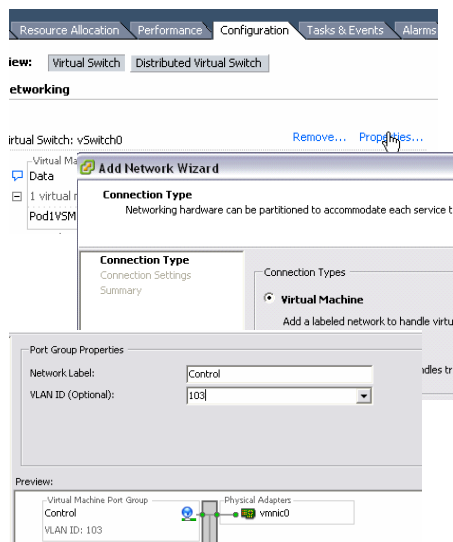 Resource Allocation Performance Configuration Tasks & Events Alarms
iew: Virtual Switch Distributed Virtual Switch
etworking
irtual Switch: vSwitch0 Remove... Properties...
Virtual Ma
Data
1 virtual
Pod1VSM
Add Network Wizard
Connection Type
Networking hardware can be partitioned to accommodate each service t
Connection Type
Connection Settings
Summary
Connection Types
Virtual Machine
Add a labeled network to handle virtu
ndles tr
Port Group Properties
Network Label: Control
VLAN ID (Optional): 103
Preview:
Virtual Machine Port Group
Control
VLAN ID: 103
Physical Adapters
vmnic0